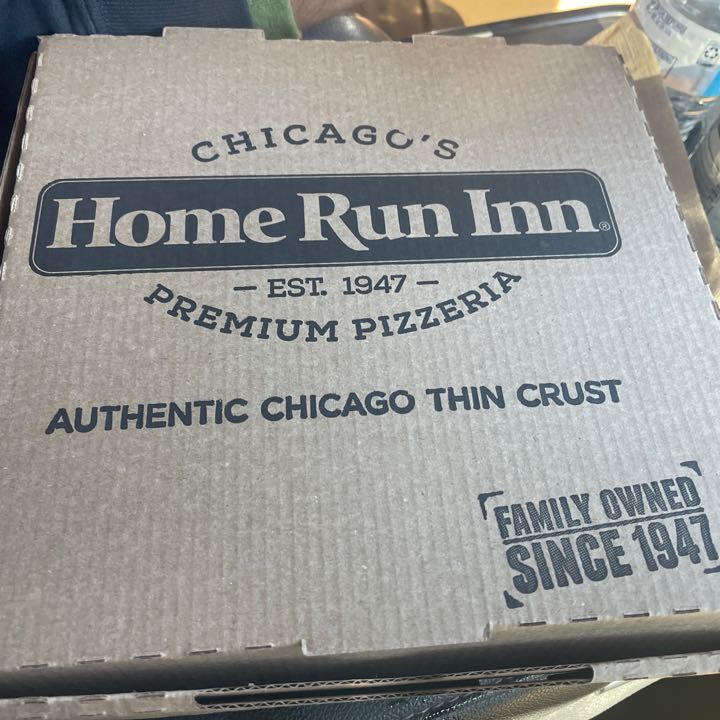 CHICAGO'S
Home Run Inn®
— EST. 1947 —
PREMIUM PIZZERIA
AUTHENTIC CHICAGO THIN CRUST
FAMILY OWNED
SINCE 1947